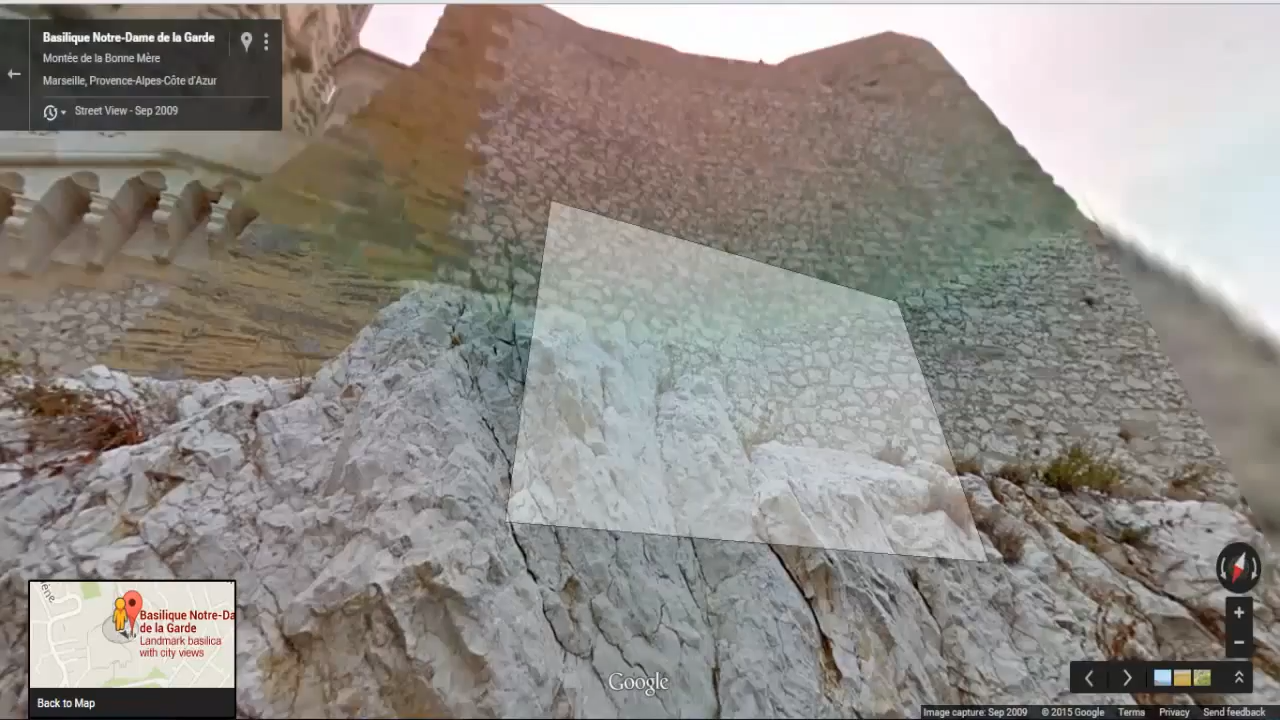 Basilique Notre-Dame de la Garde
Montée de la Bonne Mère
Marseille, Provence-Alpes-Côte d'Azur
Street View - Sep 2009
ène
Basilique Notre-Da
de la Garde
Landmark basilica
with city views
Back to Map
Google
Image capture: Sep 2009 © 2015 Google Terms Privacy Send feedback